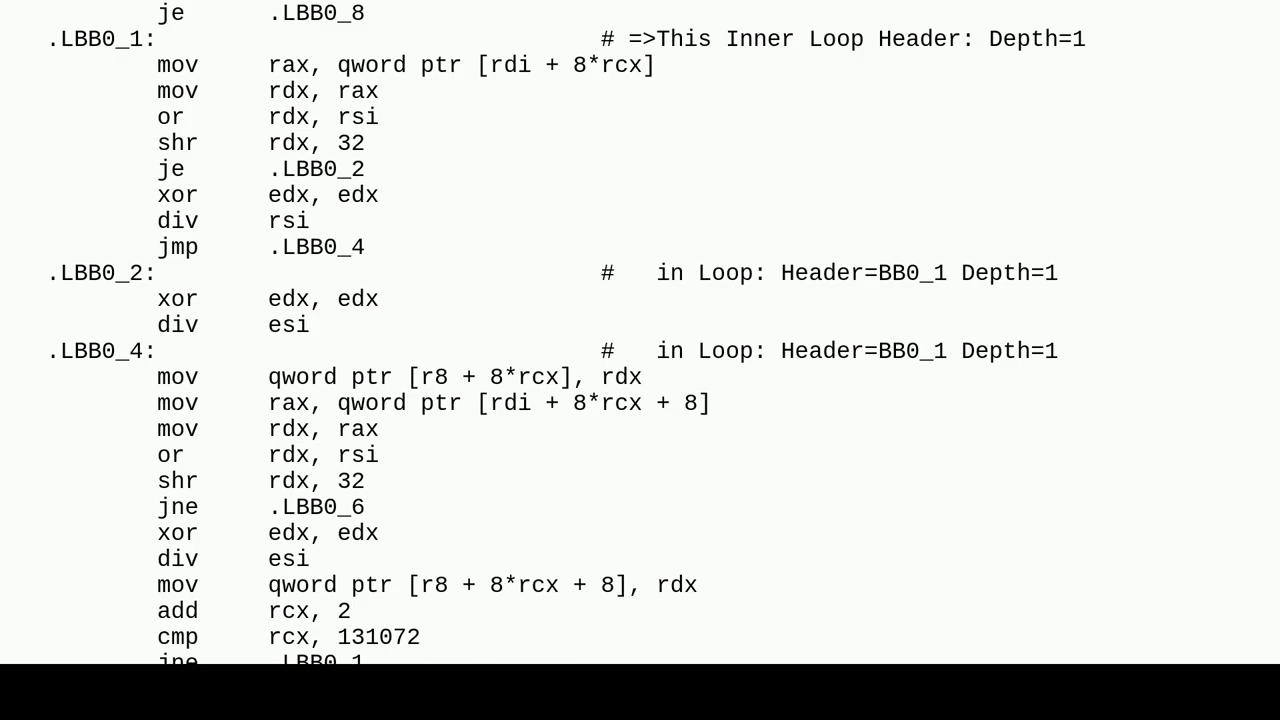 je .LBB0_8
.LBB0_1: # =>This Inner Loop Header: Depth=1
mov rax, qword ptr [rdi + 8*rcx]
mov rdx, rax
or rdx, rsi
shr rdx, 32
je .LBB0_2
xor edx, edx
div rsi
jmp .LBB0_4
.LBB0_2: # in Loop: Header=BB0_1 Depth=1
xor edx, edx
div esi
.LBB0_4: # in Loop: Header=BB0_1 Depth=1
mov qword ptr [r8 + 8*rcx], rdx
mov rax, qword ptr [rdi + 8*rcx + 8]
mov rdx, rax
or rdx, rsi
shr rdx, 32
jne .LBB0_6
xor edx, edx
div esi
mov qword ptr [r8 + 8*rcx + 8], rdx
add rcx, 2
cmp rcx, 131072
jne .LBB0_1